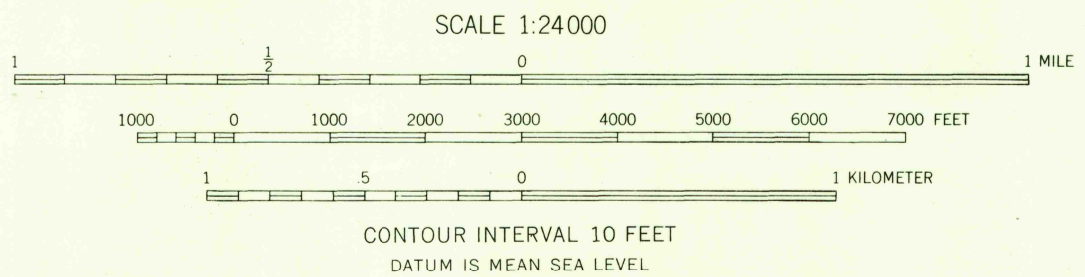 SCALE 1:24000
1 1/2 0 1 MILE
1000 0 1000 2000 3000 4000 5000 6000 7000 FEET
1 .5 0 1 KILOMETER
CONTOUR INTERVAL 10 FEET
DATUM IS MEAN SEA LEVEL